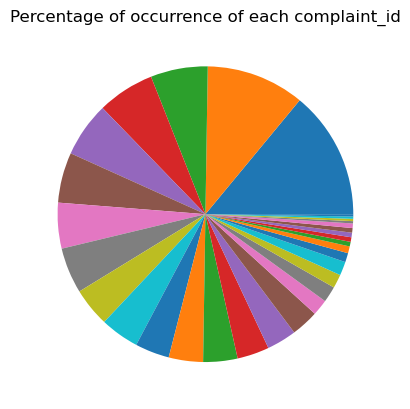 Percentage of occurrence of each complaint_id